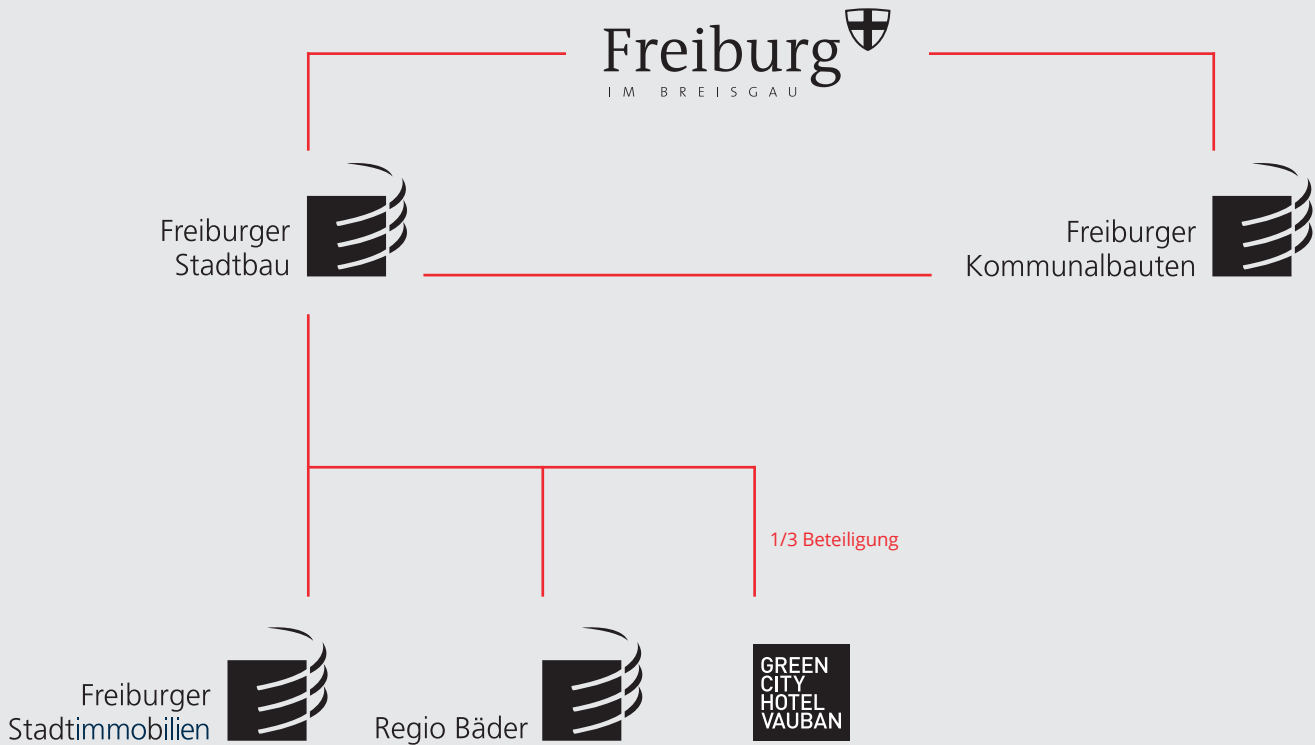 Freiburg
IM BREISGAU
Freiburger
Stadtbau
Freiburger
Kommunalbauten
1/3 Beteiligung
Freiburger
Stadtimmobilien
Regio Bäder
GREEN
CITY
HOTEL
VAUBAN